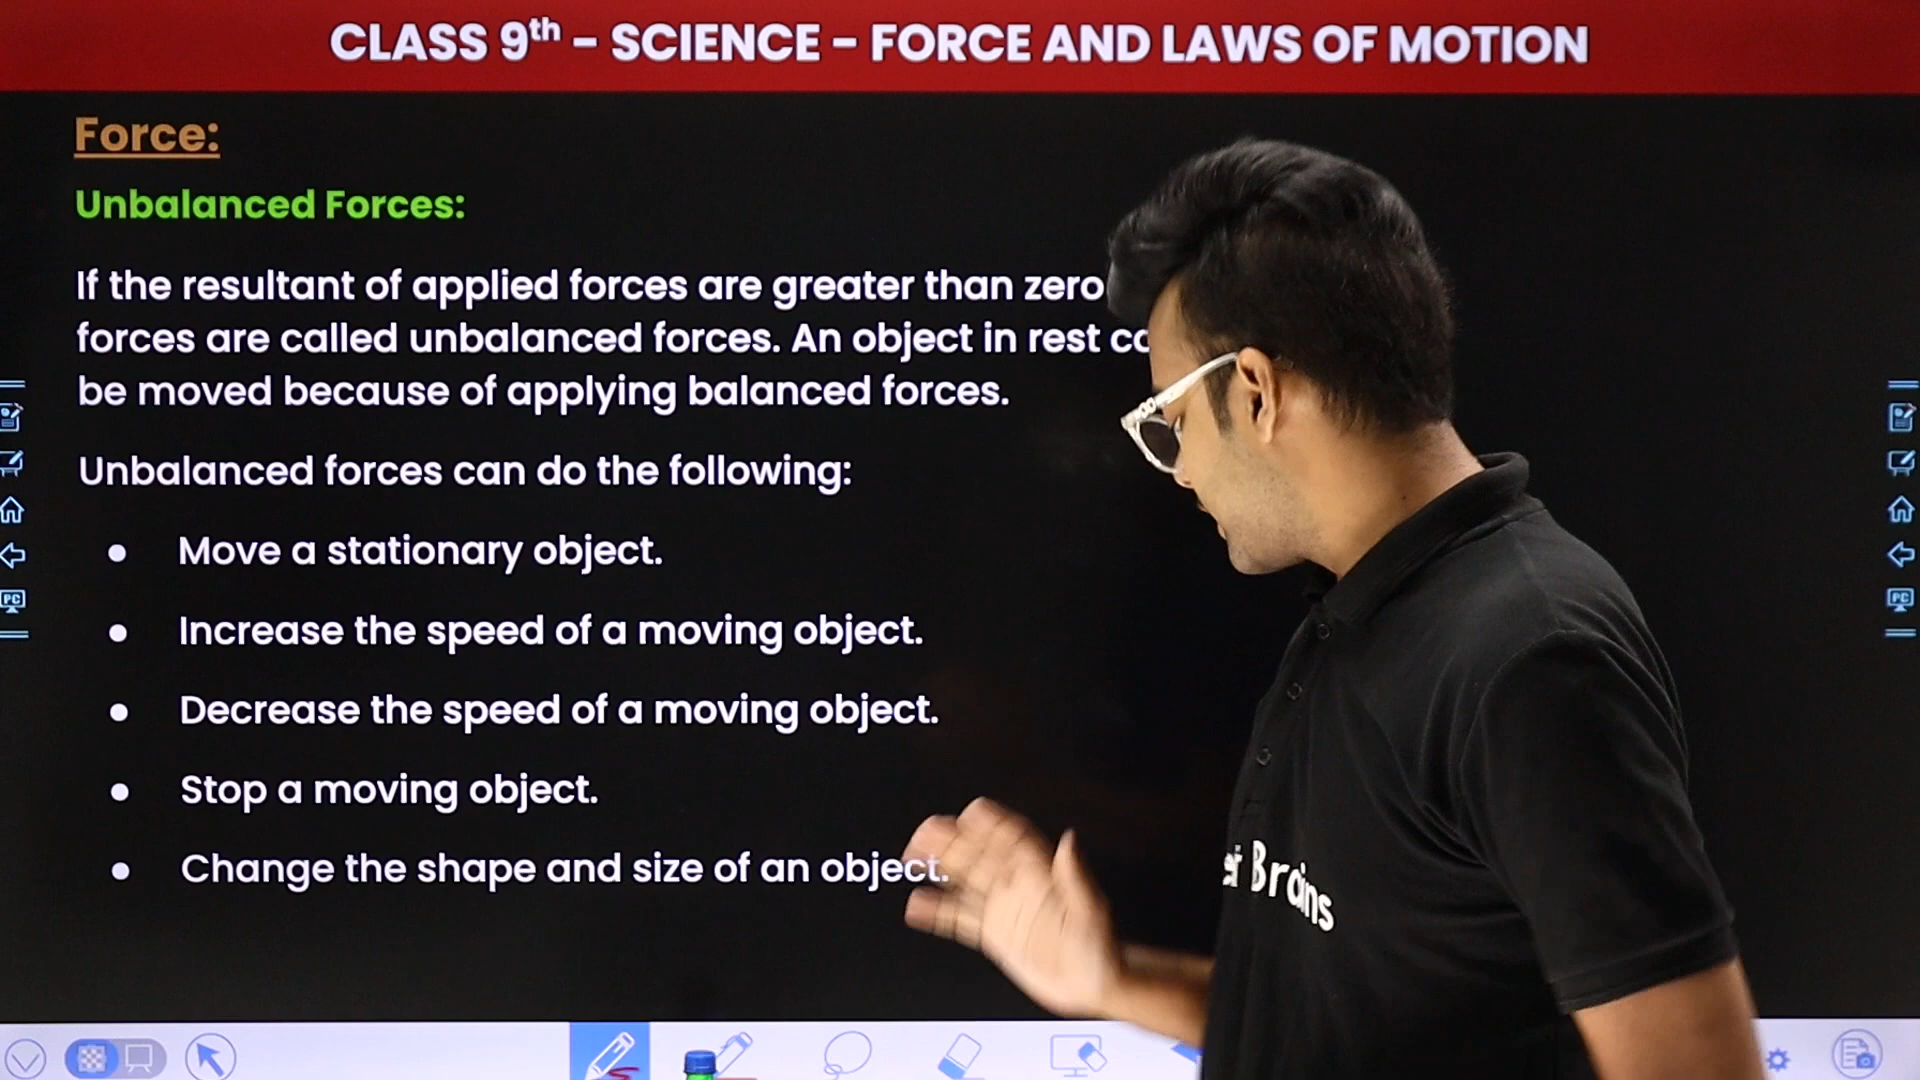 CLASS 9th - SCIENCE - FORCE AND LAWS OF MOTION
Force:
Unbalanced Forces:
If the resultant of applied forces are greater than zero
forces are called unbalanced forces. An object in rest
be moved because of applying balanced forces.
Unbalanced forces can do the following:
● Move a stationary object.
● Increase the speed of a moving object.
● Decrease the speed of a moving object.
● Stop a moving object.
● Change the shape and size of an object.
Brains
PC
PC